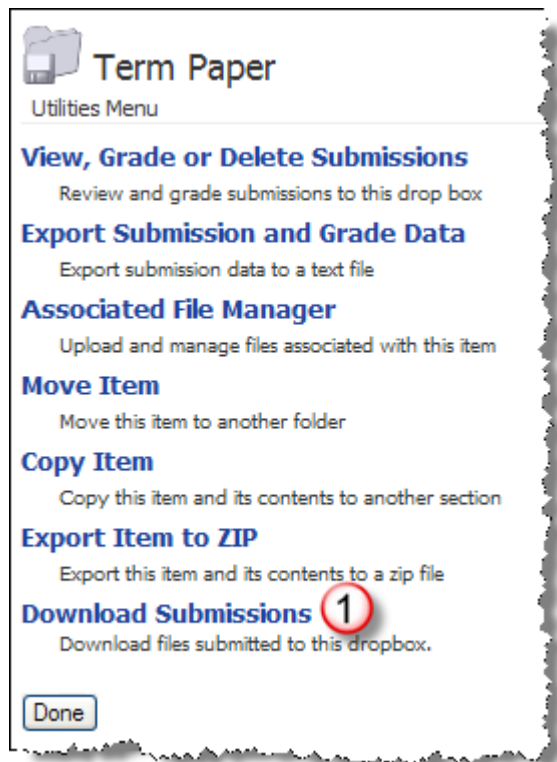 Term Paper
Utilities Menu
View, Grade or Delete Submissions
Review and grade submissions to this drop box
Export Submission and Grade Data
Export submission data to a text file
Associated File Manager
Upload and manage files associated with this item
Move Item
Move this item to another folder
Copy Item
Copy this item and its contents to another section
Export Item to ZIP
Export this item and its contents to a zip file
Download Submissions 1
Download files submitted to this dropbox.
Done